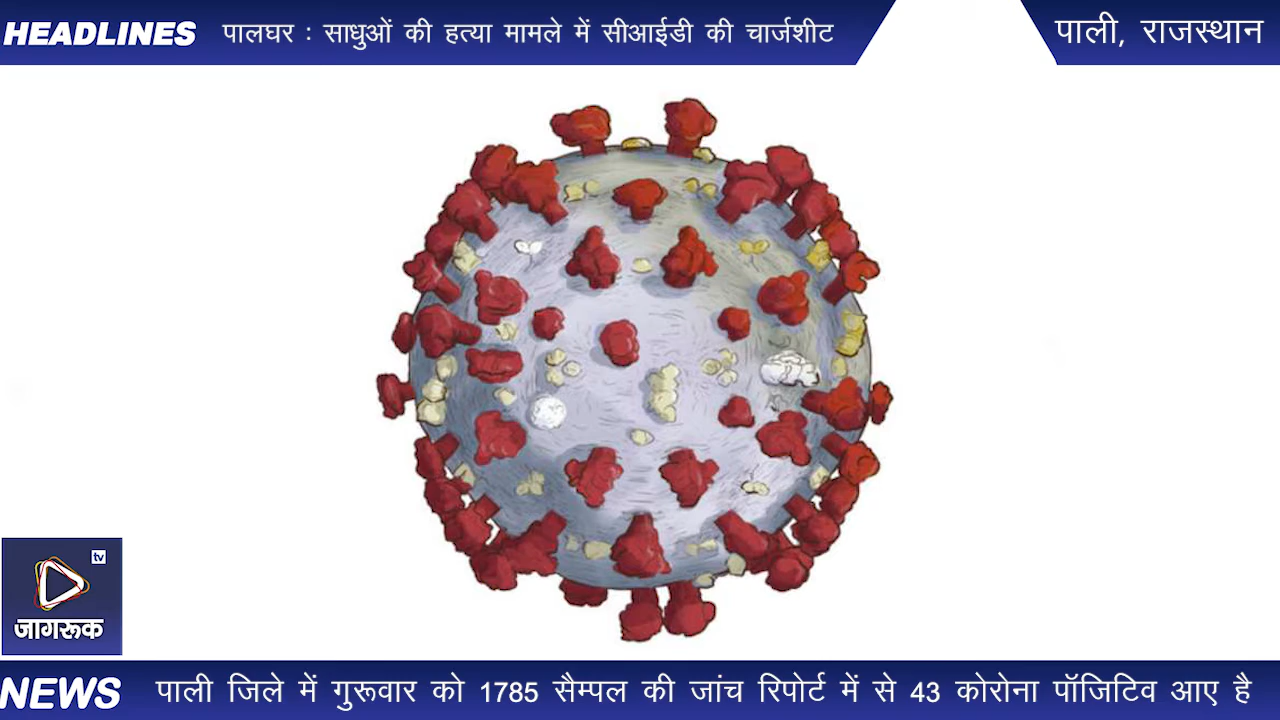 HEADLINES पालघर : साधुओं की हत्या मामले में सीआईडी की चार्जशीट
पाली, राजस्थान
tv
जागरूक
NEWS पाली जिले में गुरूवार को 1785 सैम्पल की जांच रिपोर्ट में से 43 कोरोना पॉजिटिव आए है